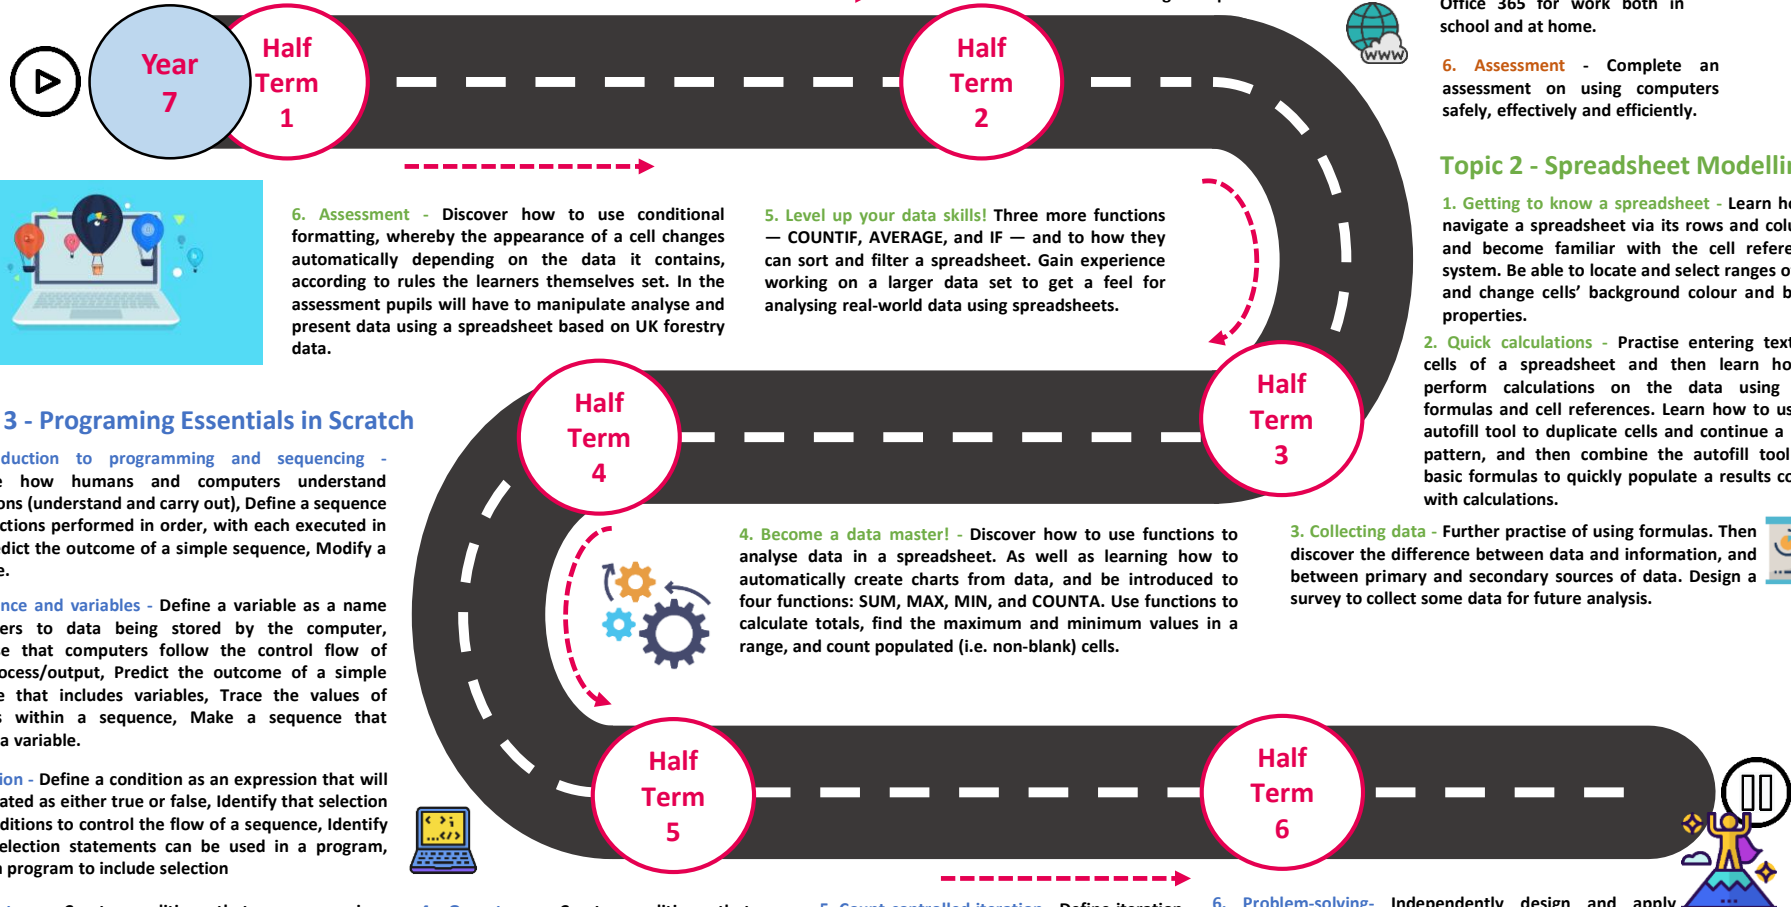 Office 365 for work both in
school and at home.
6. Assessment - Complete an
assessment on using computers
safely, effectively and efficiently.
Year
7
Half
Term
1
Half
Term
2
WWW
Topic 2 - Spreadsheet Modellin
1. Getting to know a spreadsheet - Learn h
navigate a spreadsheet via its rows and colu
and become familiar with the cell refere
system. Be able to locate and select ranges o
and change cells' background colour and b
properties.
2. Quick calculations - Practise entering text
cells of a spreadsheet and then learn ho
perform calculations on the data using
formulas and cell references. Learn how to us
autofill tool to duplicate cells and continue a
pattern, and then combine the autofill tool
basic formulas to quickly populate a results co
with calculations.
3. Collecting data - Further practise of using formulas. Then
discover the difference between data and information, and
between primary and secondary sources of data. Design a
survey to collect some data for future analysis.
Half
Term
3
4. Become a data master! - Discover how to use functions to
analyse data in a spreadsheet. As well as learning how to
automatically create charts from data, and be introduced to
four functions: SUM, MAX, MIN, and COUNTA. Use functions to
calculate totals, find the maximum and minimum values in a
range, and count populated (i.e. non-blank) cells.
5. Level up your data skills! Three more functions
— COUNTIF, AVERAGE, and IF — and to how they
can sort and filter a spreadsheet. Gain experience
working on a larger data set to get a feel for
analysing real-world data using spreadsheets.
6. Assessment - Discover how to use conditional
formatting, whereby the appearance of a cell changes
automatically depending on the data it contains,
according to rules the learners themselves set. In the
assessment pupils will have to manipulate analyse and
present data using a spreadsheet based on UK forestry
data.
Half
Term
4
3 - Programing Essentials in Scratch
duction to programming and sequencing -
e how humans and computers understand
ons (understand and carry out), Define a sequence
ctions performed in order, with each executed in
edict the outcome of a simple sequence, Modify a
e.
nce and variables - Define a variable as a name
ers to data being stored by the computer,
se that computers follow the control flow of
ocess/output, Predict the outcome of a simple
e that includes variables, Trace the values of
s within a sequence, Make a sequence that
a variable.
ion - Define a condition as an expression that will
ated as either true or false, Identify that selection
ditions to control the flow of a sequence, Identify
election statements can be used in a program,
a program to include selection
Half
Term
5
Half
Term
6
5. Count-controlled iteration - Define iteration
6. Problem-solving- Independently design and apply